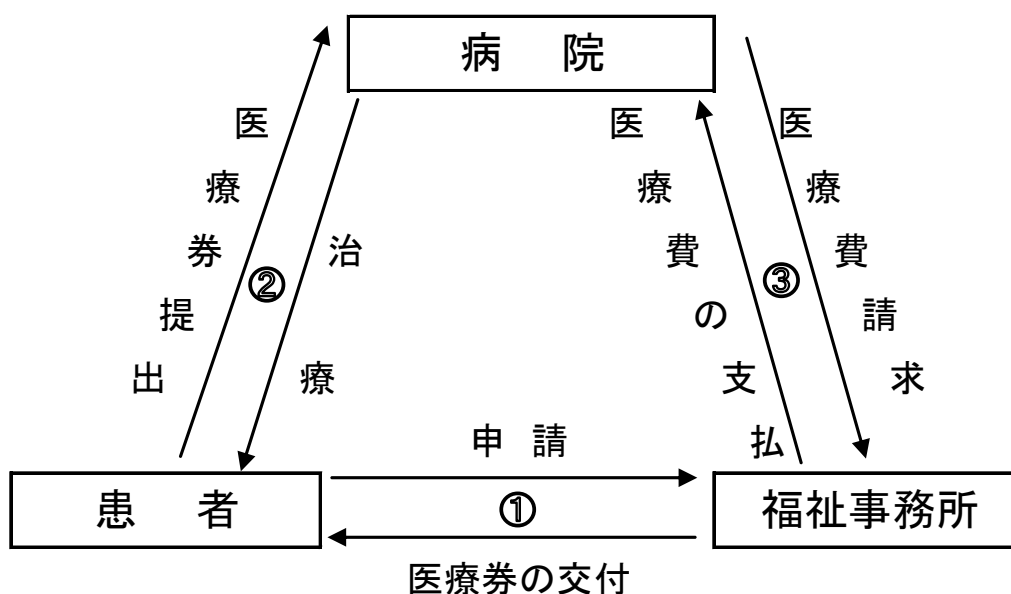 病 院
医療券提出
②
治療
医療費の支払
③
医療費請求
申 請
患 者
①
福祉事務所
医療券の交付